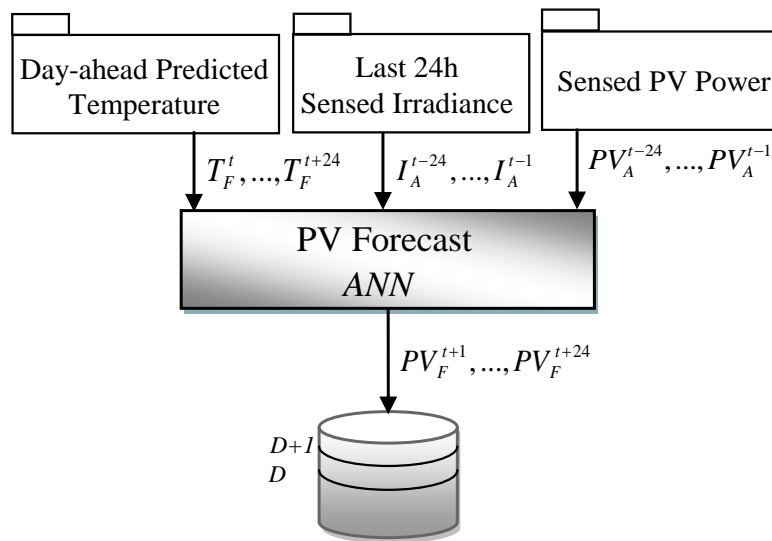 Day-ahead Predicted
Temperature
Last 24h
Sensed Irradiance
Sensed PV Power
T_F^t,...,T_F^{t+24}
I_A^{t-24},...,I_A^{t-1}
PV_A^{t-24},...,PV_A^{t-1}
PV Forecast
ANN
PV_F^{t+1},...,PV_F^{t+24}
D+1
D